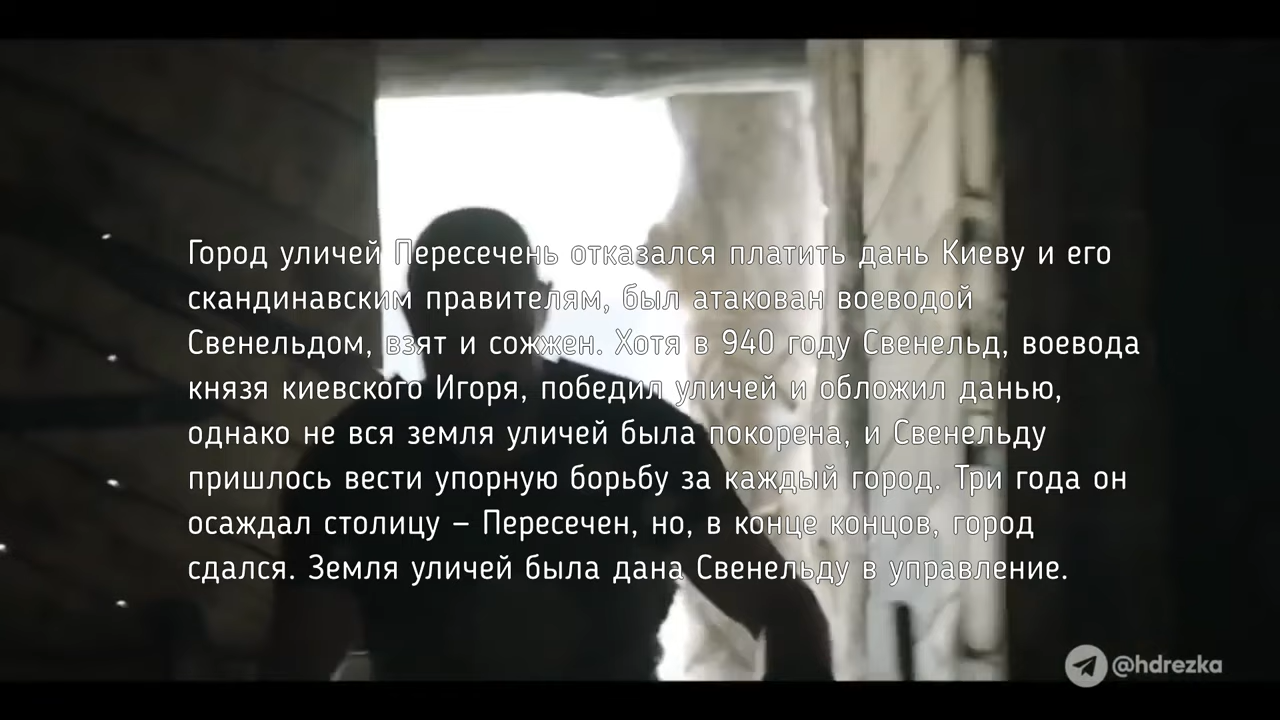 Город уличей Пересечень отказался платить дань Киеву и его
скандинавским правителям, был атакован воеводой
Свенельдом, взят и сожжен. Хотя в 940 году Свенельд, воевода
князя киевского Игоря, победил уличей и обложил данью,
однако не вся земля уличей была покорена, и Свенельду
пришлось вести упорную борьбу за каждый город. Три года он
осаждал столицу – Пересечен, но, в конце концов, город
сдался. Земля уличей была дана Свенельду в управление.
@hdrezka